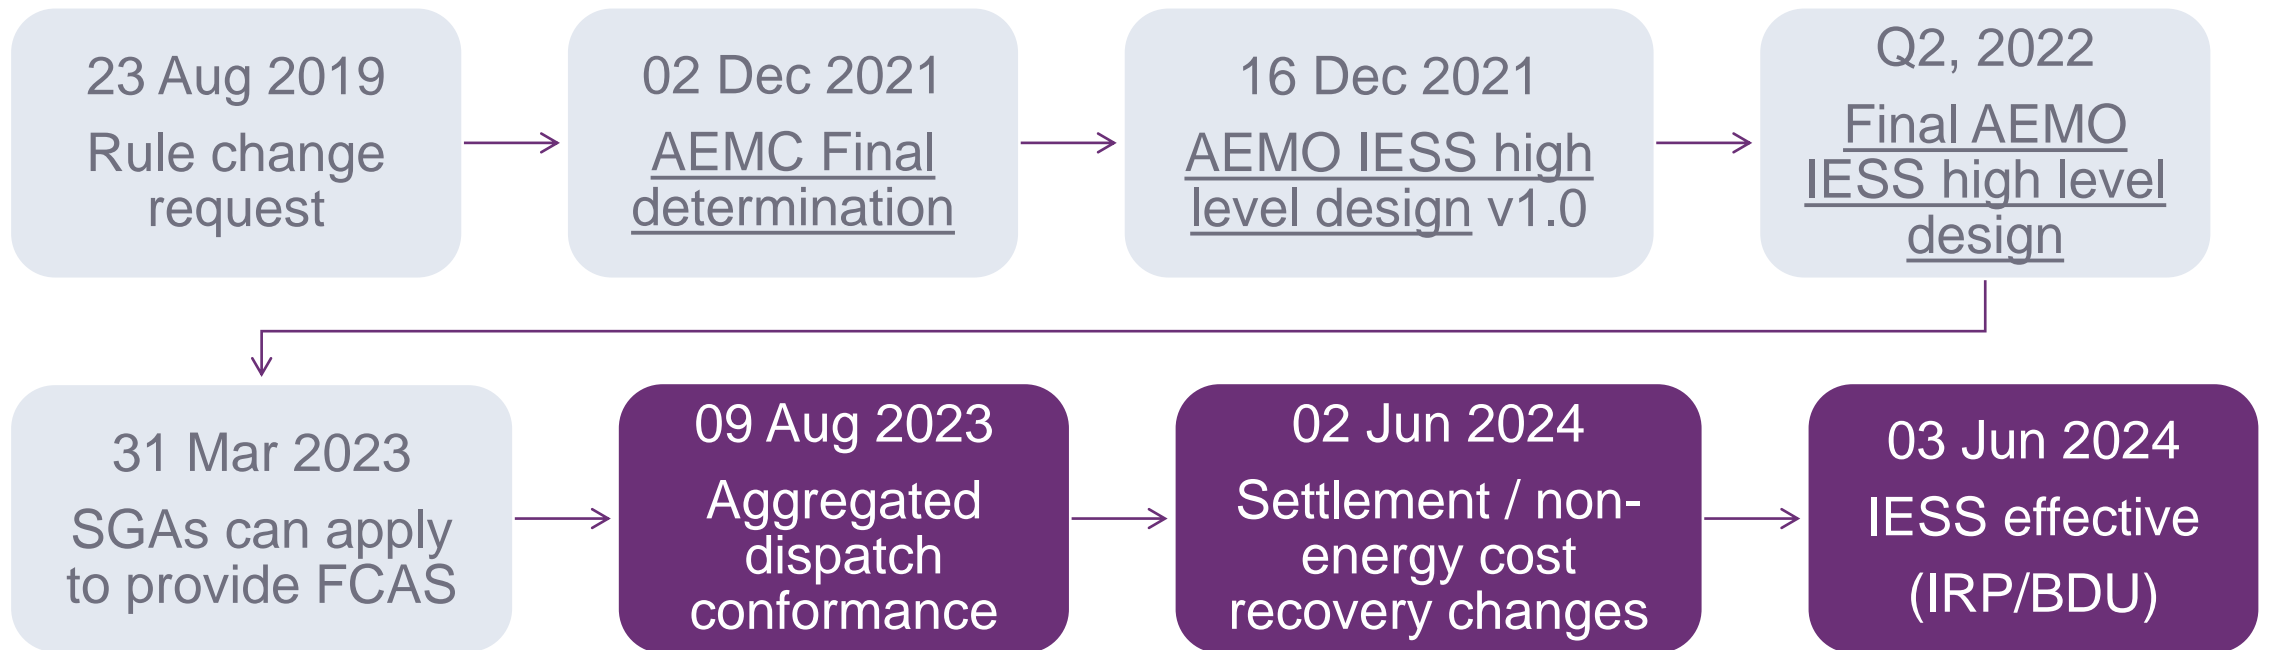 23 Aug 2019
Rule change
request
02 Dec 2021
AEMC Final
determination
16 Dec 2021
AEMO IESS high
level design v1.0
Q2, 2022
Final AEMO
IESS high level
design
31 Mar 2023
SGAs can apply
to provide FCAS
09 Aug 2023
Aggregated
dispatch
conformance
02 Jun 2024
Settlement / non-
energy cost
recovery changes
03 Jun 2024
IESS effective
(IRP/BDU)